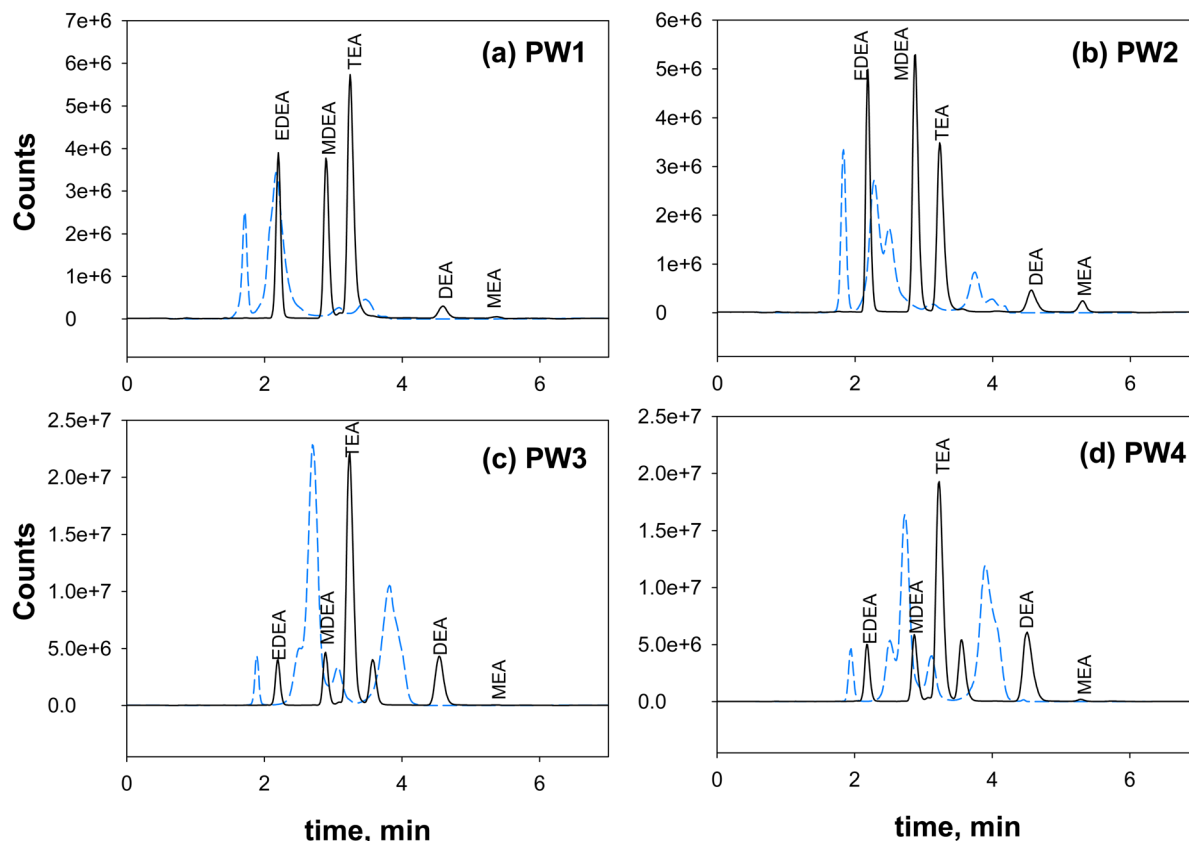 (a) PW1
Counts
7e+6
6e+6
5e+6
4e+6
3e+6
2e+6
1e+6
0
EDEA
MDEA
TEA
DEA
MEA
0 2 4 6
(b) PW2
6e+6
5e+6
4e+6
3e+6
2e+6
1e+6
0
EDEA
MDEA
TEA
DEA
MEA
0 2 4 6
(c) PW3
Counts
2.5e+7
2.0e+7
1.5e+7
1.0e+7
5.0e+6
0.0
EDEA
MDEA
TEA
DEA
MEA
0 2 4 6
time, min
(d) PW4
2.5e+7
2.0e+7
1.5e+7
1.0e+7
5.0e+6
0.0
EDEA
MDEA
TEA
DEA
MEA
0 2 4 6
time, min